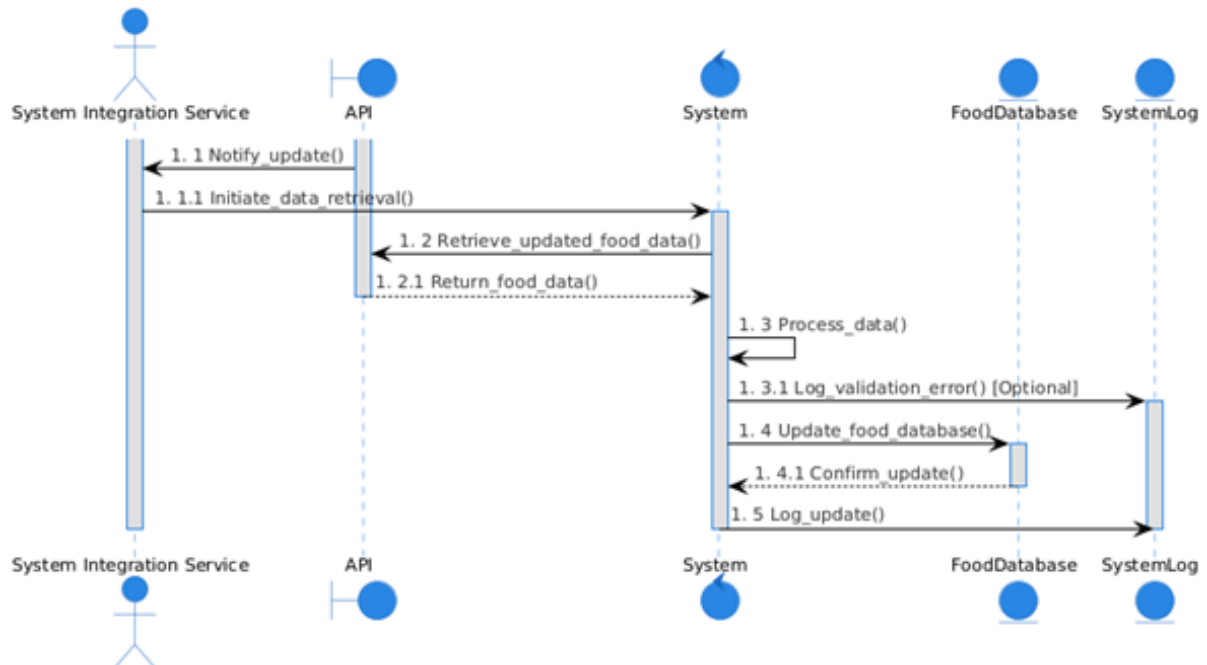 System Integration Service API System FoodDatabase SystemLog
1. 1 Notify_update()
1. 1.1 Initiate_data_retrieval()
1. 2 Retrieve_updated_food_data()
1. 2.1 Return_food_data()
1. 3 Process_data()
1. 3.1 Log_validation_error() [Optional]
1. 4 Update_food_database()
1. 4.1 Confirm_update()
1. 5 Log_update()
System Integration Service API System FoodDatabase SystemLog